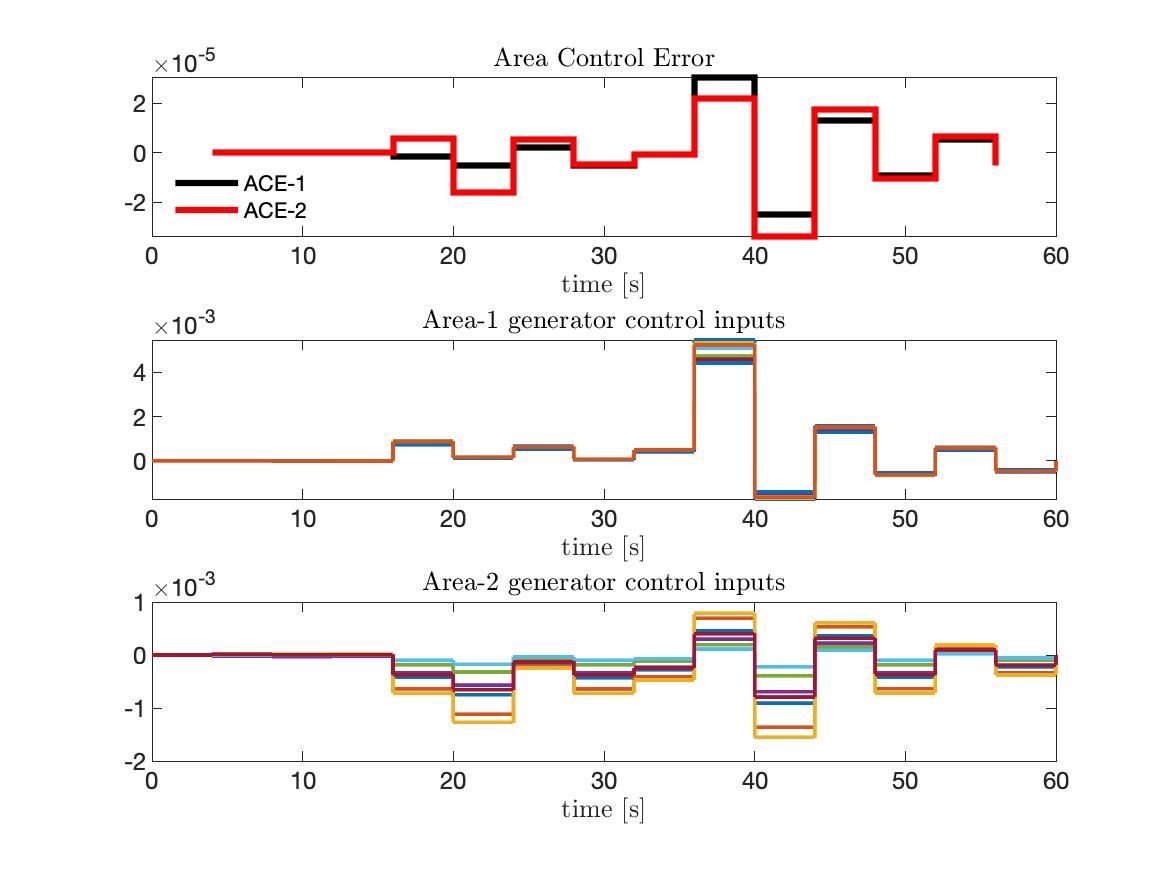 ×10-5
Area Control Error
2
0
-2
ACE-1
ACE-2
0 10 20 30 40 50 60
time [s]
×10-3
Area-1 generator control inputs
4
2
0
0 10 20 30 40 50 60
time [s]
×10-3
Area-2 generator control inputs
1
0
-1
-2
0 10 20 30 40 50 60
time [s]